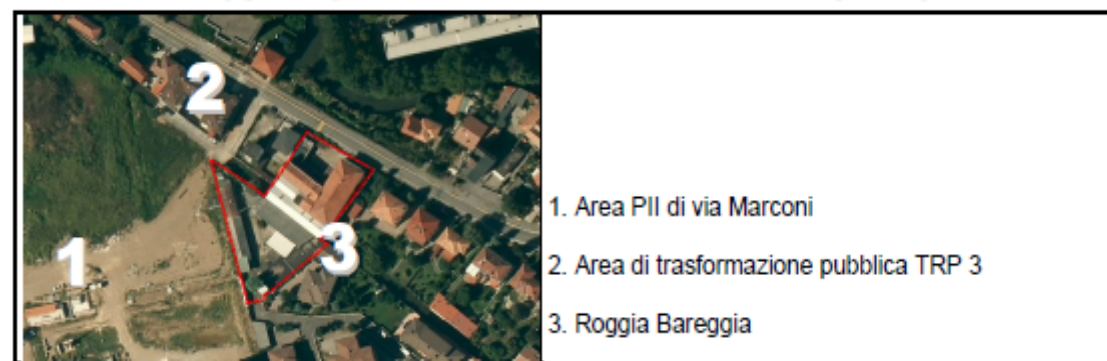 2
1
3
1. Area PII di via Marconi
2. Area di trasformazione pubblica TRP 3
3. Roggia Bareggia